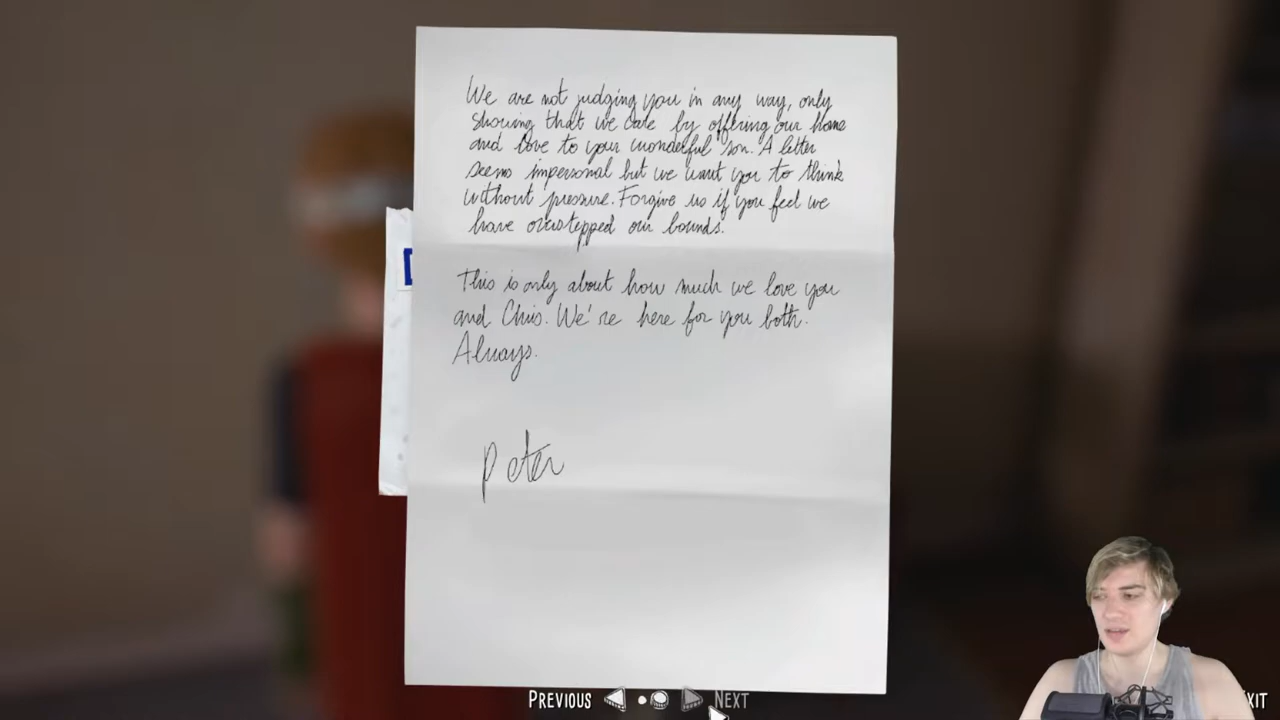 We are not judging you in any way, only
showing that we care by offering our home
and love to your wonderful son. A letter
seems impersonal but we want you to think
without pressure. Forgive us if you feel we
have overstepped our bounds.
This is only about how much we love you
and Chris. We're here for you both.
Always.
Peter
PREVIOUS NEXT